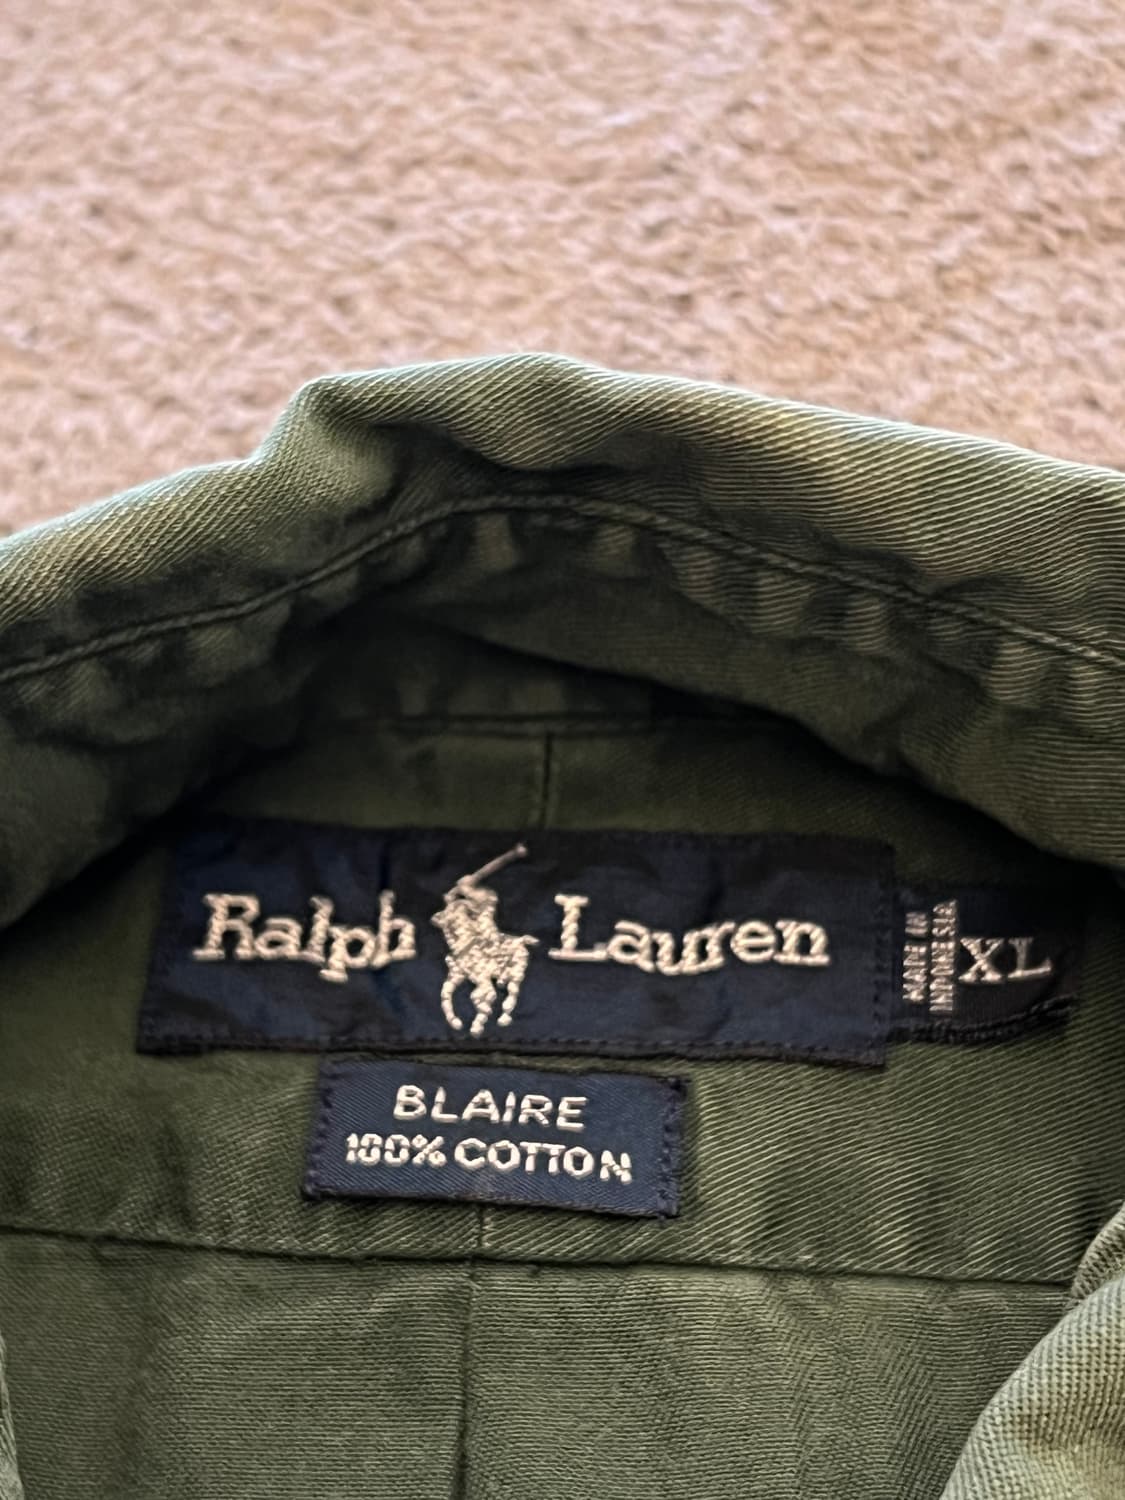 Ralph Lauren
MADE IN
INDONESIA
XL
BLAIRE
100% COTTON